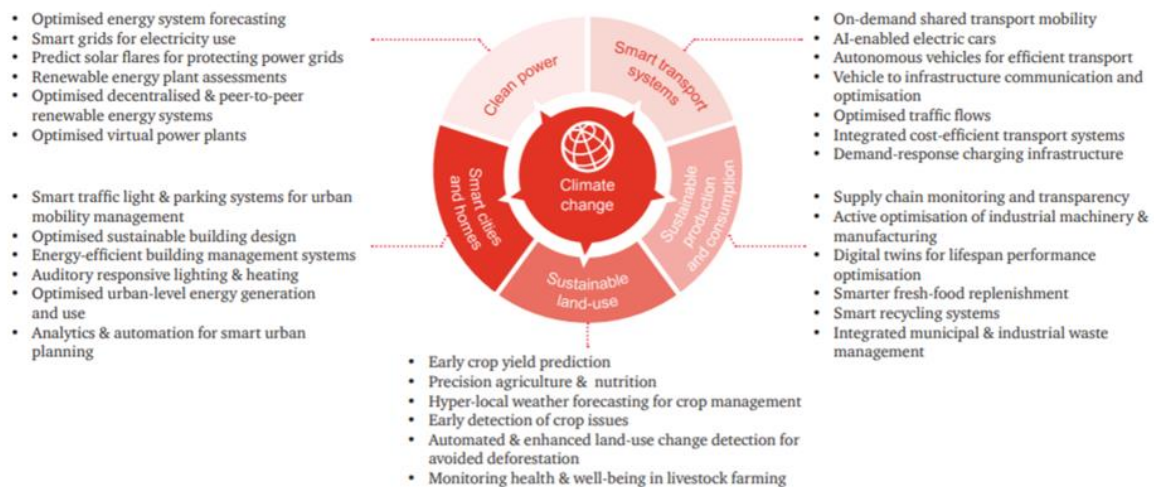 • Optimised energy system forecasting
• Smart grids for electricity use
• Predict solar flares for protecting power grids
• Renewable energy plant assessments
• Optimised decentralised & peer-to-peer
renewable energy systems
• Optimised virtual power plants
Clean power
Smart transport
systems
• On-demand shared transport mobility
• AI-enabled electric cars
• Autonomous vehicles for efficient transport
• Vehicle to infrastructure communication and
optimisation
• Optimised traffic flows
• Integrated cost-efficient transport systems
• Demand-response charging infrastructure
Climate
change
• Smart traffic light & parking systems for urban
mobility management
• Optimised sustainable building design
• Energy-efficient building management systems
• Auditory responsive lighting & heating
• Optimised urban-level energy generation
and use
• Analytics & automation for smart urban
planning
Smart cities
and homes
Sustainable
production
and consumption
• Supply chain monitoring and transparency
• Active optimisation of industrial machinery &
manufacturing
• Digital twins for lifespan performance
optimisation
• Smarter fresh-food replenishment
• Smart recycling systems
• Integrated municipal & industrial waste
management
Sustainable
land-use
• Early crop yield prediction
• Precision agriculture & nutrition
• Hyper-local weather forecasting for crop management
• Early detection of crop issues
• Automated & enhanced land-use change detection for
avoided deforestation
• Monitoring health & well-being in livestock farming